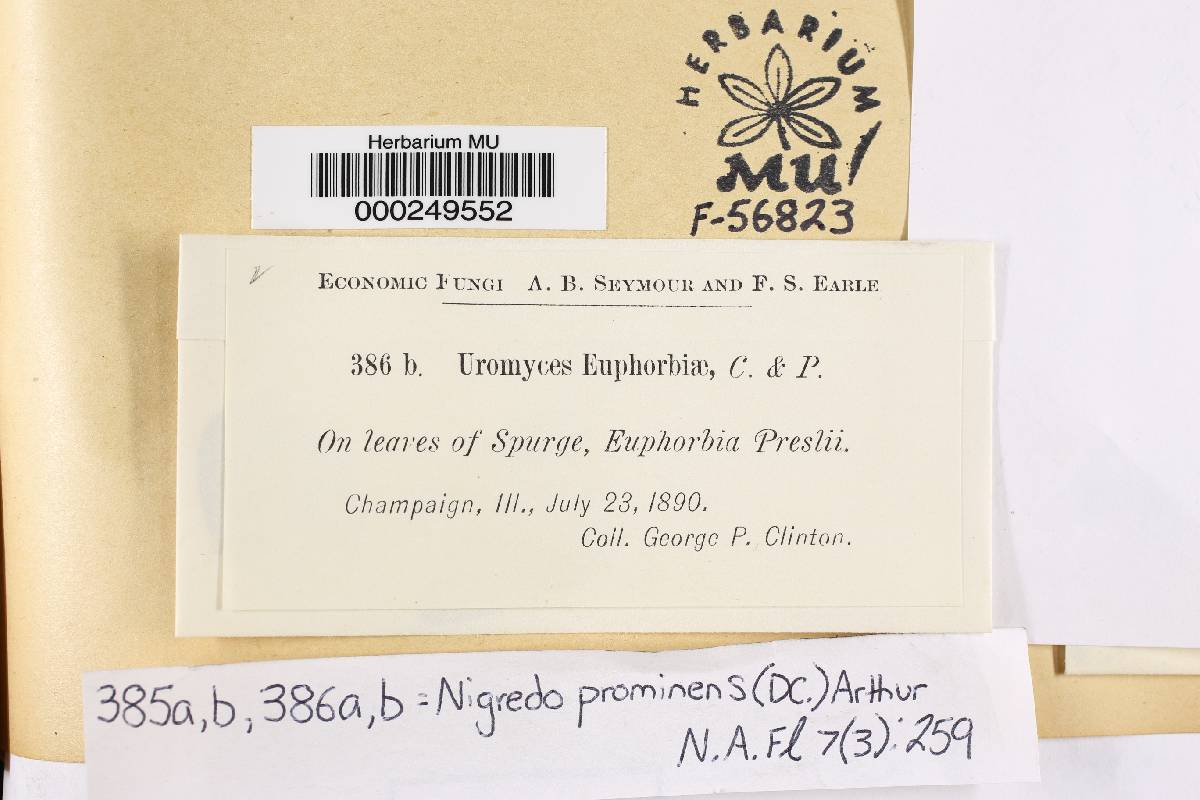 HERBARIUM
MU
F-56823
Herbarium MU
000249552
Economic Fungi A. B. Seymour and F. S. Earle
386 b. Uromyces Euphorbiæ, C. & P.
On leaves of Spurge, Euphorbia Preslii.
Champaign, Ill., July 23, 1890.
Coll. George P. Clinton.
385a,b, 386a,b = Nigredo prominens (DC.) Arthur
N.A.Fl 7(3):259